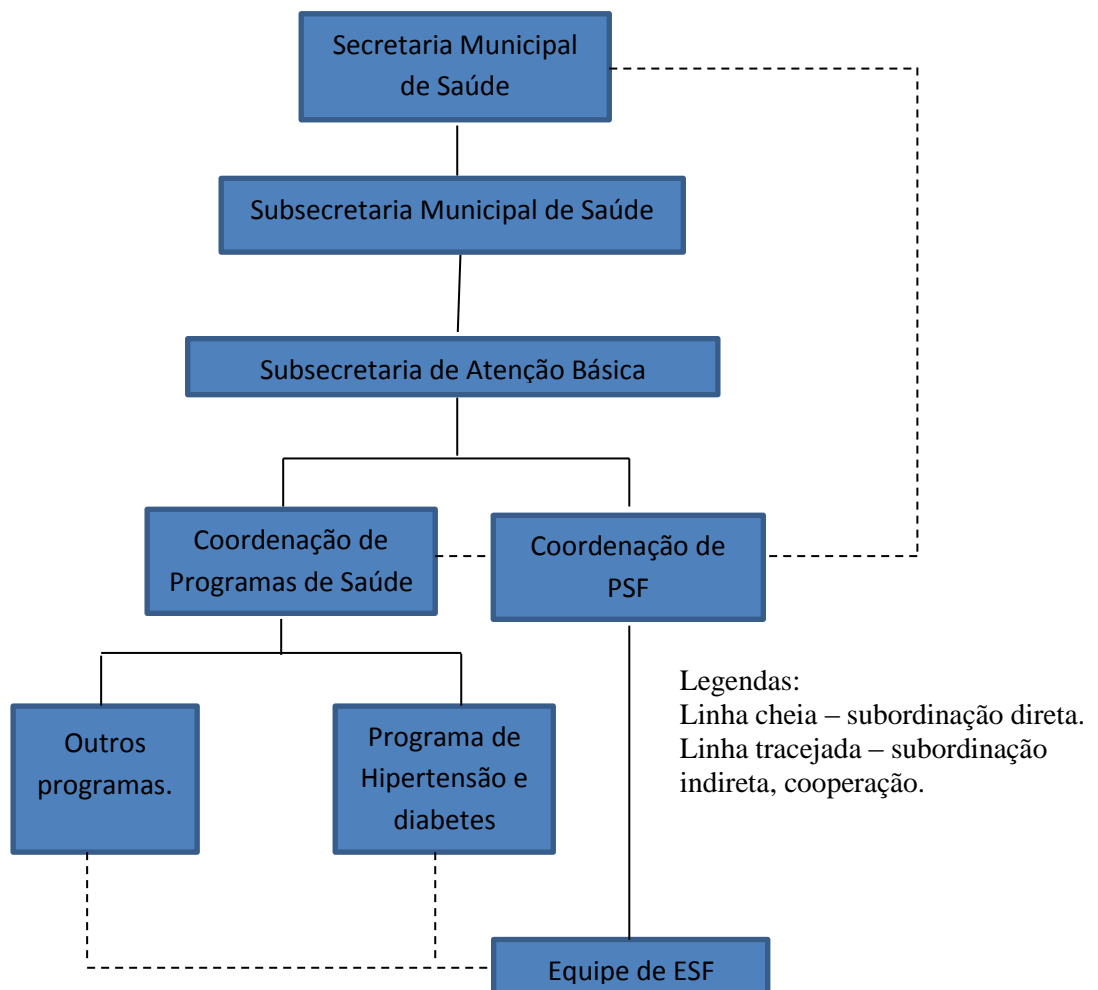 Secretaria Municipal
de Saúde
Subsecretaria Municipal de Saúde
Subsecretaria de Atenção Básica
Coordenação de
Programas de Saúde
Coordenação de
PSF
Outros
programas.
Programa de
Hipertensão e
diabetes
Legendas:
Linha cheia – subordinação direta.
Linha tracejada – subordinação
indireta, cooperação.
Equipe de ESF